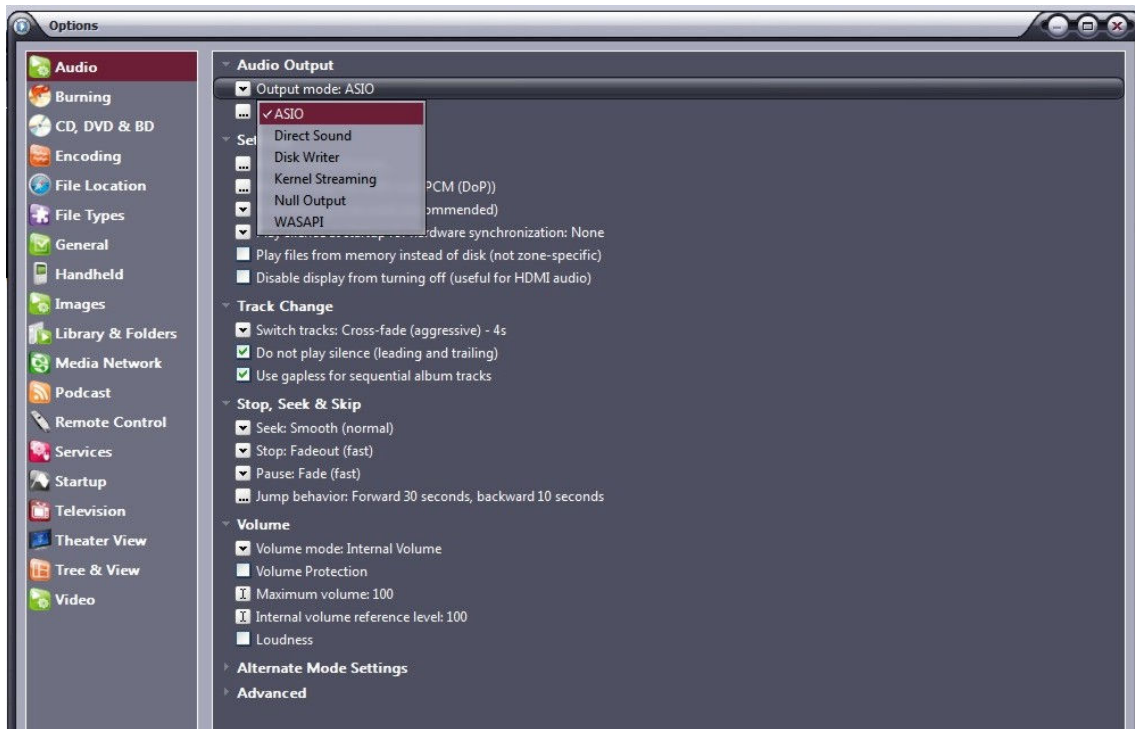 Options
Audio
Burning
CD, DVD & BD
Encoding
File Location
File Types
General
Handheld
Images
Library & Folders
Media Network
Podcast
Remote Control
Services
Startup
Television
Theater View
Tree & View
Video
Audio Output
Output mode: ASIO
ASIO
Direct Sound
Disk Writer
Kernel Streaming
Null Output
WASAPI
Set
PCM (DoP))
hardware synchronization: None
Play files from memory instead of disk (not zone-specific)
Disable display from turning off (useful for HDMI audio)
Track Change
Switch tracks: Cross-fade (aggressive) - 4s
Do not play silence (leading and trailing)
Use gapless for sequential album tracks
Stop, Seek & Skip
Seek: Smooth (normal)
Stop: Fadeout (fast)
Pause: Fade (fast)
... Jump behavior: Forward 30 seconds, backward 10 seconds
Volume
Volume mode: Internal Volume
Volume Protection
Maximum volume: 100
Internal volume reference level: 100
Loudness
Alternate Mode Settings
Advanced